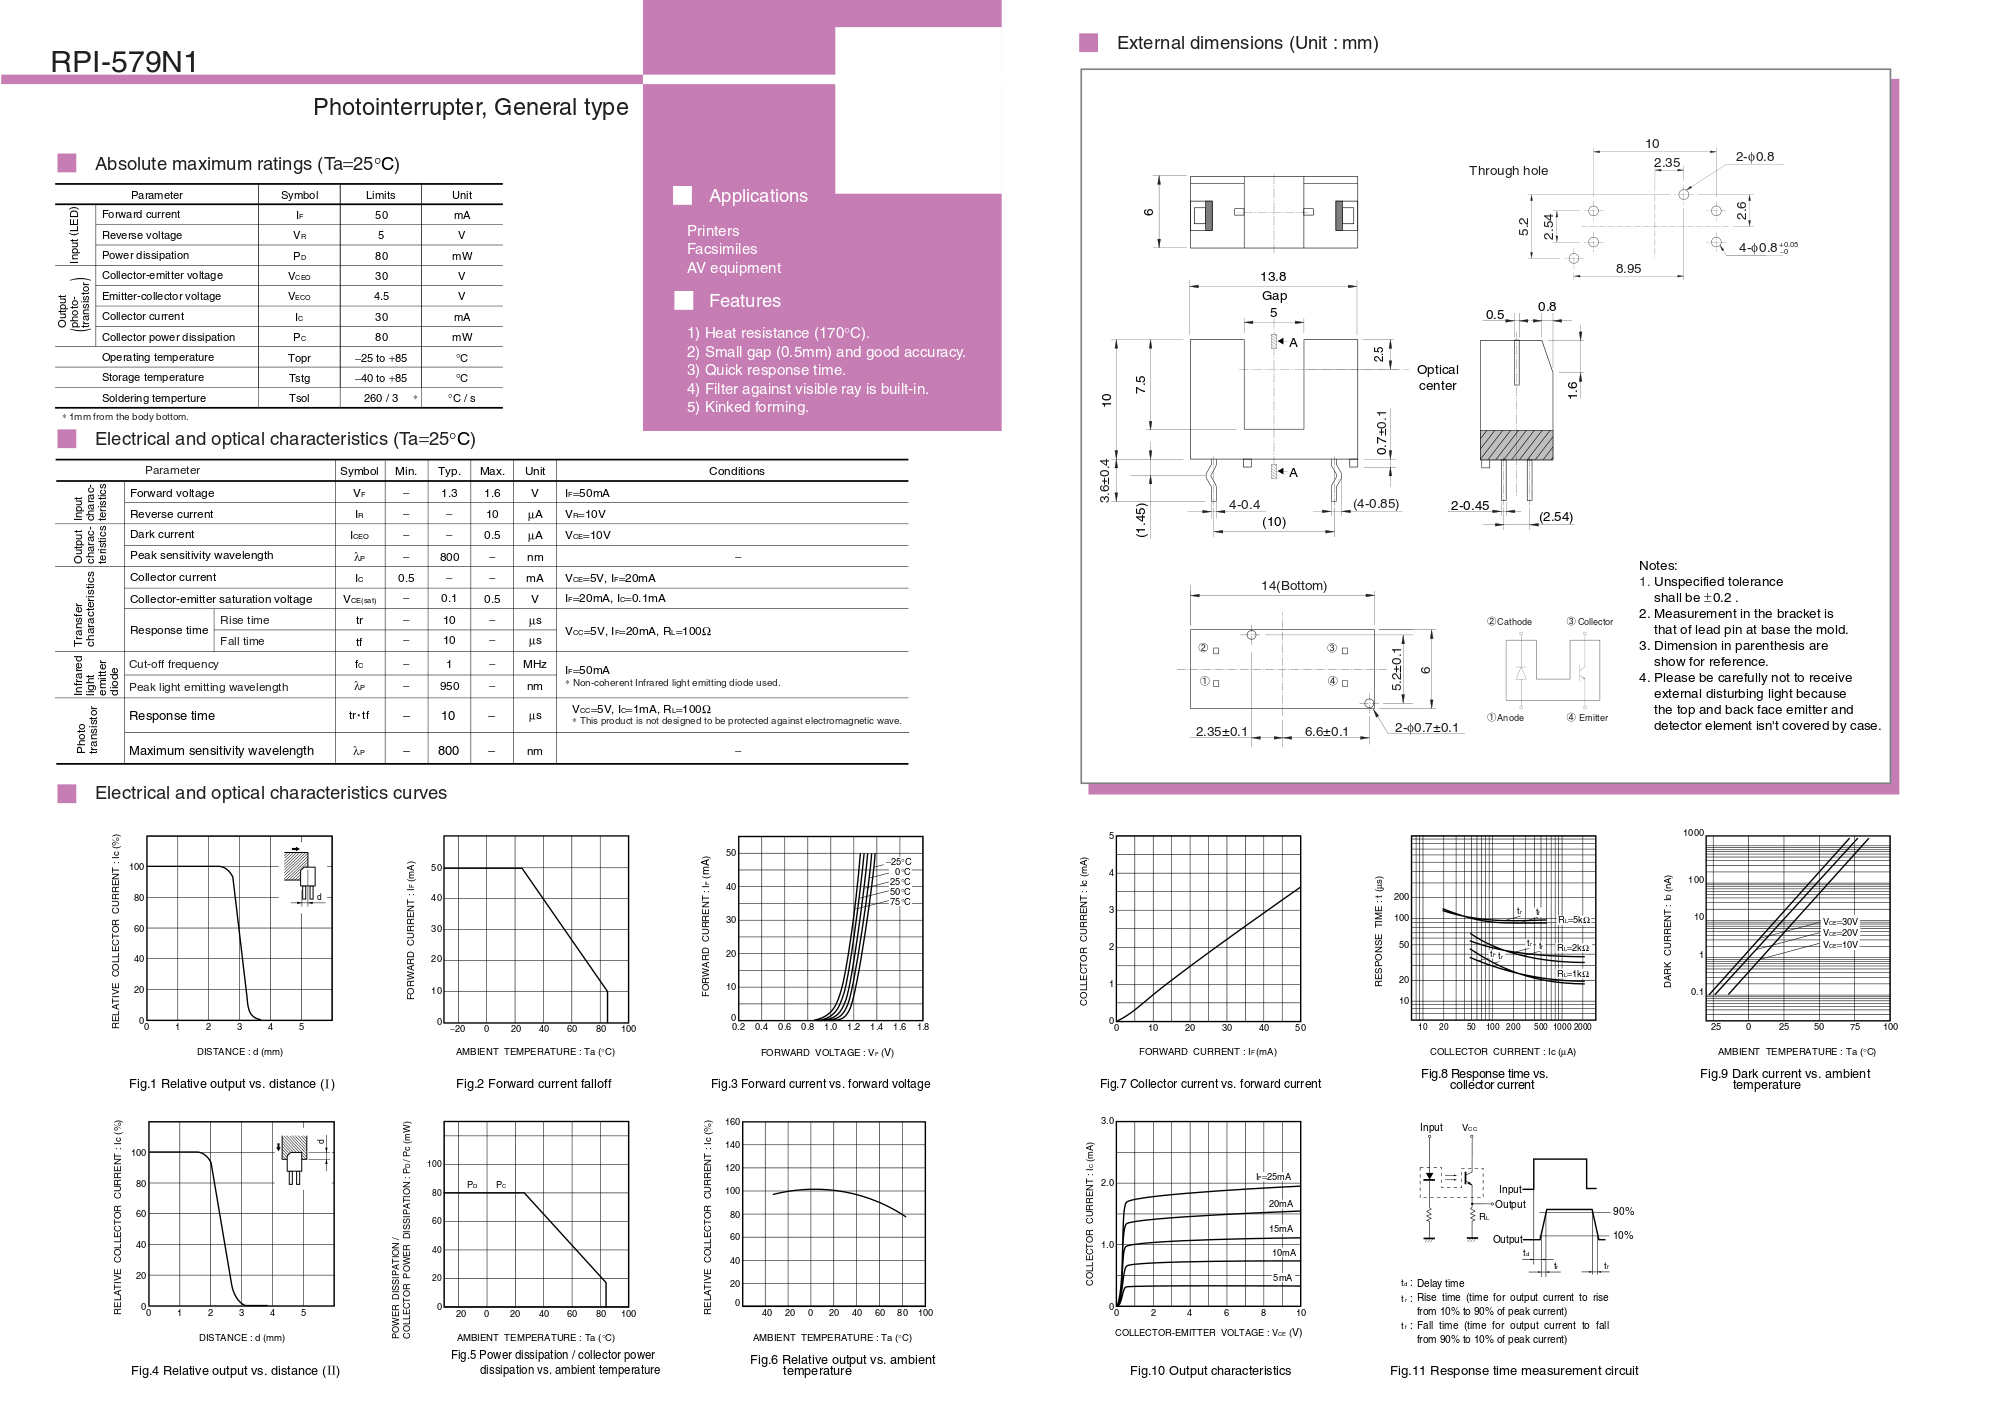 RPI-579N1
Photointerrupter, General type
Absolute maximum ratings (Ta=25°C)
Parameter Symbol Limits Unit
Input (LED)
Forward current IF 50 mA
Reverse voltage VR 5 V
Power dissipation PD 80 mW
Output (photo-transistor)
Collector-emitter voltage VCEO 30 V
Emitter-collector voltage VECO 4.5 V
Collector current IC 30 mA
Collector power dissipation PC 80 mW
Operating temperature Topr −25 to +85 °C
Storage temperature Tstg −40 to +85 °C
Soldering temperture Tsol 260 / 3 * °C / s
* 1mm from the body bottom.
Applications
Printers
Facsimiles
AV equipment
Features
1) Heat resistance (170°C).
2) Small gap (0.5mm) and good accuracy.
3) Quick response time.
4) Filter against visible ray is built-in.
5) Kinked forming.
Electrical and optical characteristics (Ta=25°C)
Parameter Symbol Min. Typ. Max. Unit Conditions
Input charac-teristics
Forward voltage VF − 1.3 1.6 V IF=50mA
Reverse current IR − − 10 μA VR=10V
Output charac-teristics
Dark current ICEO − − 0.5 μA VCE=10V
Peak sensitivity wavelength λP − 800 − nm −
Transfer characteristics
Collector current IC 0.5 − − mA VCE=5V, IF=20mA
Collector-emitter saturation voltage VCE(sat) − 0.1 0.5 V IF=20mA, IC=0.1mA
Response time
Rise time tr − 10 − μs
Fall time tf − 10 − μs
VCC=5V, IF=20mA, RL=100Ω
Infrared light emitter diode
Cut-off frequency fC − 1 − MHz
Peak light emitting wavelength λP − 950 − nm
IF=50mA
* Non-coherent Infrared light emitting diode used.
Photo transistor
Response time tr•tf − 10 − μs
VCC=5V, IC=1mA, RL=100Ω
* This product is not designed to be protected against electromagnetic wave.
Maximum sensitivity wavelength λP − 800 − nm −
Electrical and optical characteristics curves
RELATIVE COLLECTOR CURRENT : Ic (%)
100
80
60
40
20
0
0 1 2 3 4 5
d
DISTANCE : d (mm)
Fig.1 Relative output vs. distance (I)
FORWARD CURRENT : IF (mA)
50
40
30
20
10
0
−20 0 20 40 60 80 100
AMBIENT TEMPERATURE : Ta (°C)
Fig.2 Forward current falloff
FORWARD CURRENT : IF (mA)
50
40
30
20
10
0
0.2 0.4 0.6 0.8 1.0 1.2 1.4 1.6 1.8
−25°C
0°C
25°C
50°C
75°C
FORWARD VOLTAGE : VF (V)
Fig.3 Forward current vs. forward voltage
RELATIVE COLLECTOR CURRENT : Ic (%)
100
80
60
40
20
0
0 1 2 3 4 5
d
DISTANCE : d (mm)
Fig.4 Relative output vs. distance (II)
POWER DISSIPATION /
COLLECTOR POWER DISSIPATION : PD / Pc (mW)
100
80
60
40
20
0
20 0 20 40 60 80 100
PD PC
AMBIENT TEMPERATURE : Ta (°C)
Fig.5 Power dissipation / collector power
dissipation vs. ambient temperature
RELATIVE COLLECTOR CURRENT : Ic (%)
160
140
120
100
80
60
40
20
0
40 20 0 20 40 60 80 100
AMBIENT TEMPERATURE : Ta (°C)
Fig.6 Relative output vs. ambient
temperature
External dimensions (Unit : mm)
6
Through hole
10
2.35
2-φ0.8
5.2
2.54
2.6
4-φ0.8 +0.05 −0
8.95
13.8
Gap
5
A
A
10
7.5
2.5
Optical
center
0.7±0.1
3.6±0.4
(1.45)
4-0.4
(10)
(4-0.85)
0.5
0.8
1.6
2-0.45
(2.54)
14(Bottom)
②
③
①
④
5.2±0.1
6
2.35±0.1
6.6±0.1
2-φ0.7±0.1
②Cathode ③Collector
①Anode ④Emitter
Notes:
1. Unspecified tolerance
shall be ±0.2 .
2. Measurement in the bracket is
that of lead pin at base the mold.
3. Dimension in parenthesis are
show for reference.
4. Please be carefully not to receive
external disturbing light because
the top and back face emitter and
detector element isn't covered by case.
COLLECTOR CURRENT : Ic (mA)
5
4
3
2
1
0
0 10 20 30 40 50
FORWARD CURRENT : IF (mA)
Fig.7 Collector current vs. forward current
RESPONSE TIME : t (μs)
200
100
50
20
10
10 20 50 100 200 500 1000 2000
tr tf RL=5kΩ
tr tf RL=2kΩ
tf tr
RL=1kΩ
COLLECTOR CURRENT : Ic (μA)
Fig.8 Response time vs.
collector current
DARK CURRENT : ID (nA)
1000
100
10
1
0.1
25 0 25 50 75 100
VCE=30V
VCE=20V
VCE=10V
AMBIENT TEMPERATURE : Ta (°C)
Fig.9 Dark current vs. ambient
temperature
COLLECTOR CURRENT : Ic (mA)
3.0
2.0
1.0
0
0 2 4 6 8 10
IF=25mA
20mA
15mA
10mA
5mA
COLLECTOR-EMITTER VOLTAGE : VCE (V)
Fig.10 Output characteristics
Input VCC
RL
Output
Input
Output
90%
10%
td
tr
tf
td : Delay time
tr : Rise time (time for output current to rise
from 10% to 90% of peak current)
tf : Fall time (time for output current to fall
from 90% to 10% of peak current)
Fig.11 Response time measurement circuit